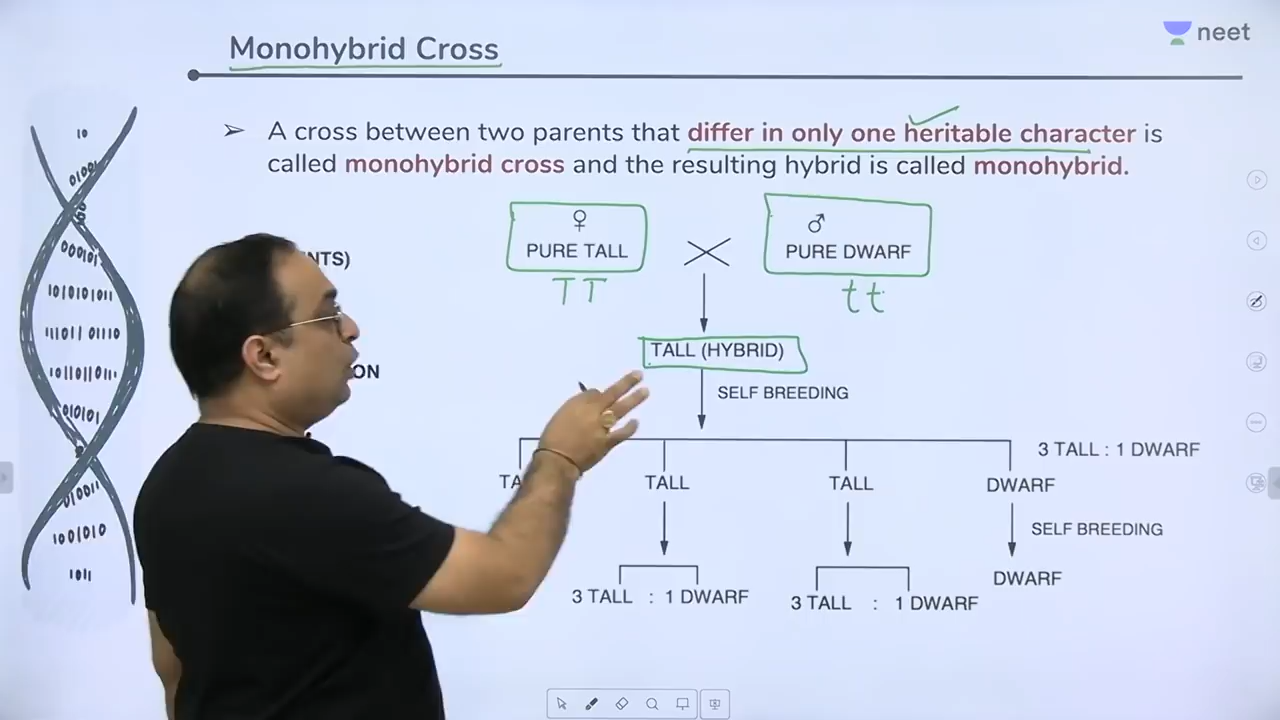 Monohybrid Cross
neet
➢ A cross between two parents that differ in only one heritable character is
called monohybrid cross and the resulting hybrid is called monohybrid.
♀
PURE TALL
♂
PURE DWARF
TT
tt
TALL (HYBRID)
SELF BREEDING
3 TALL : 1 DWARF
TALL
TALL
DWARF
SELF BREEDING
DWARF
3 TALL : 1 DWARF
3 TALL : 1 DWARF